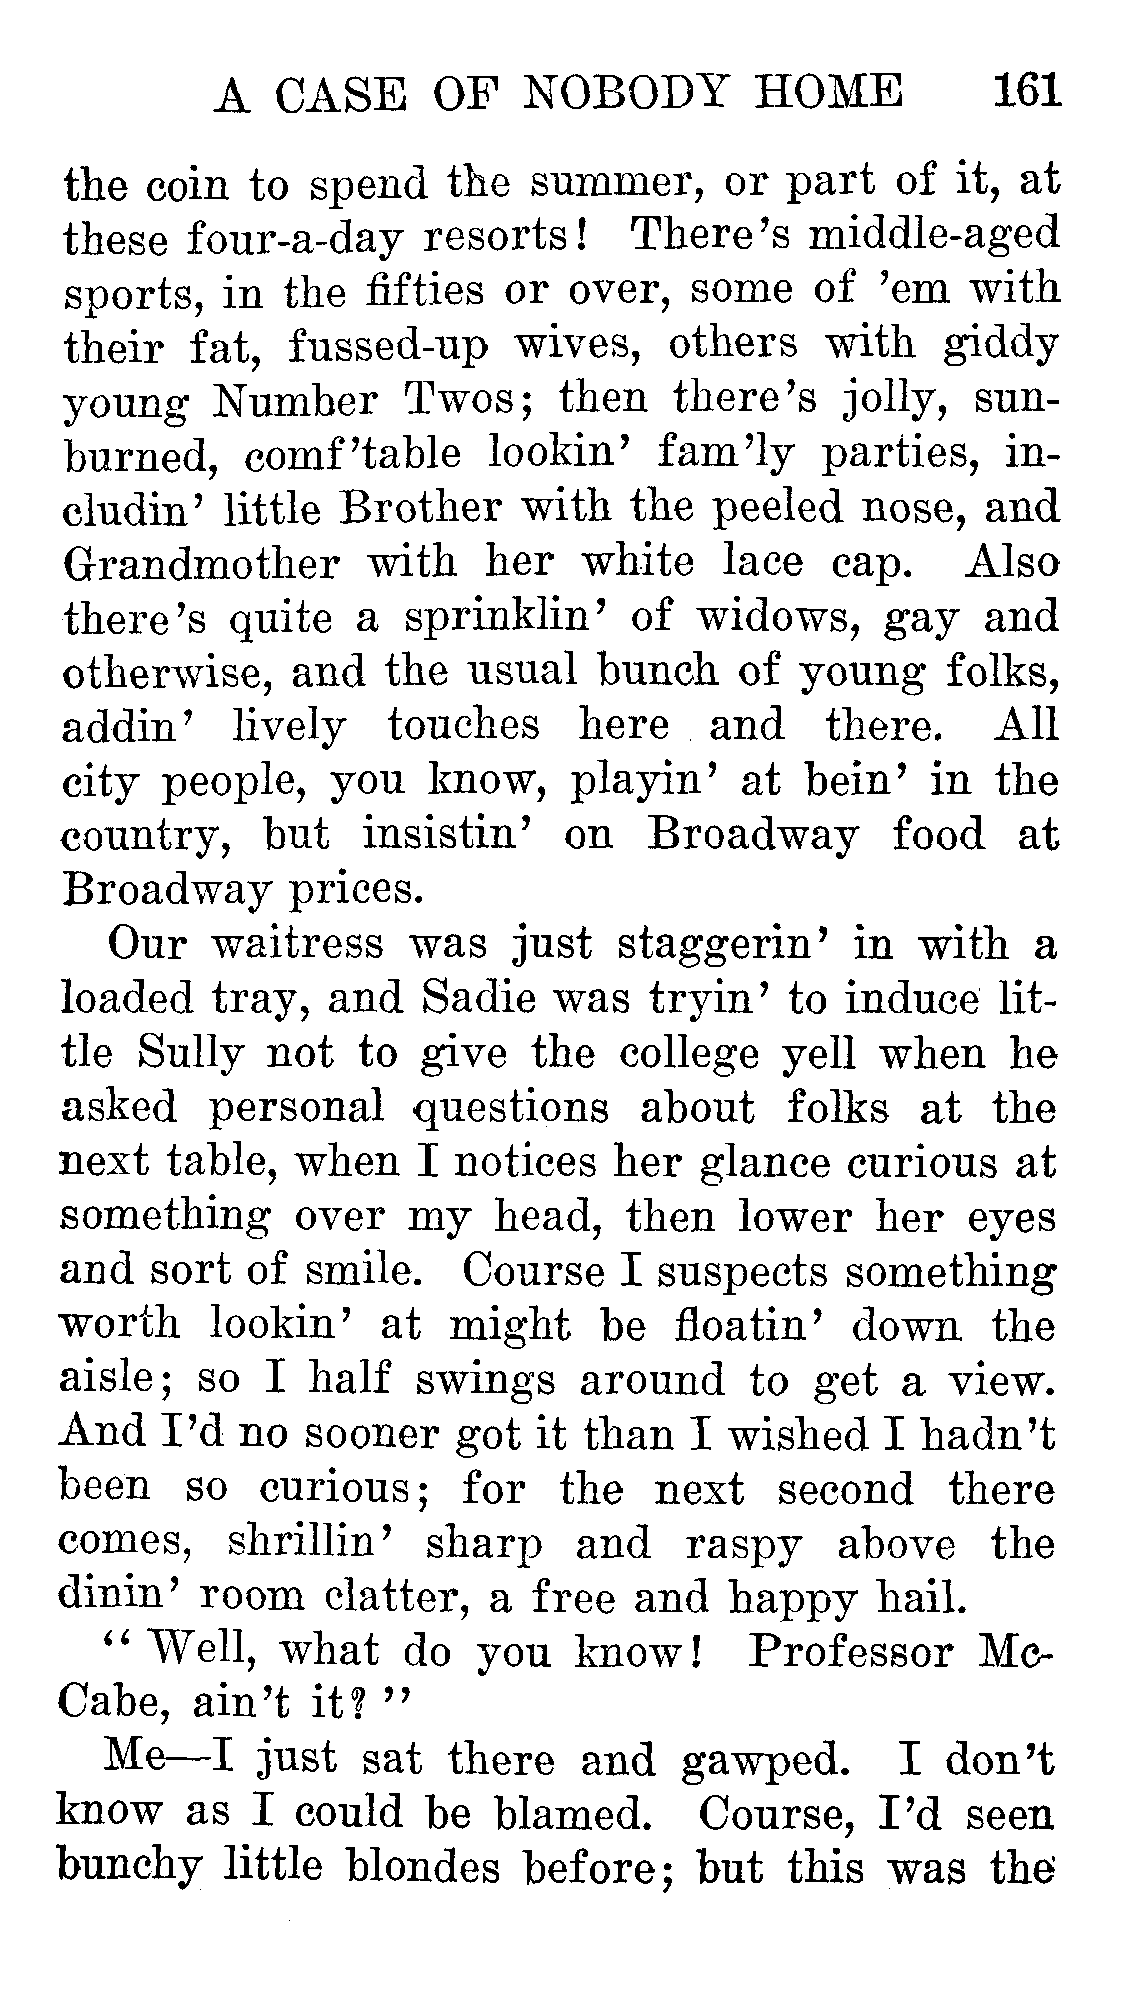 A CASE OF NOBODY HOME 161
the coin to spend the summer, or part of it, at
these four-a-day resorts! There's middle-aged
sports, in the fifties or over, some of 'em with
their fat, fussed-up wives, others with giddy
young Number Twos; then there's jolly, sun-
burned, comf'table lookin' fam'ly parties, in-
cludin' little Brother with the peeled nose, and
Grandmother with her white lace cap. Also
there's quite a sprinklin' of widows, gay and
otherwise, and the usual bunch of young folks,
addin' lively touches here and there. All
city people, you know, playin' at bein' in the
country, but insistin' on Broadway food at
Broadway prices.
Our waitress was just staggerin' in with a
loaded tray, and Sadie was tryin' to induce lit-
tle Sully not to give the college yell when he
asked personal questions about folks at the
next table, when I notices her glance curious at
something over my head, then lower her eyes
and sort of smile. Course I suspects something
worth lookin' at might be floatin' down the
aisle; so I half swings around to get a view.
And I'd no sooner got it than I wished I hadn't
been so curious; for the next second there
comes, shrillin' sharp and raspy above the
dinin' room clatter, a free and happy hail.
"Well, what do you know! Professor Mc-
Cabe, ain't it?"
Me—I just sat there and gawped. I don't
know as I could be blamed. Course, I'd seen
bunchy little blondes before; but this was the